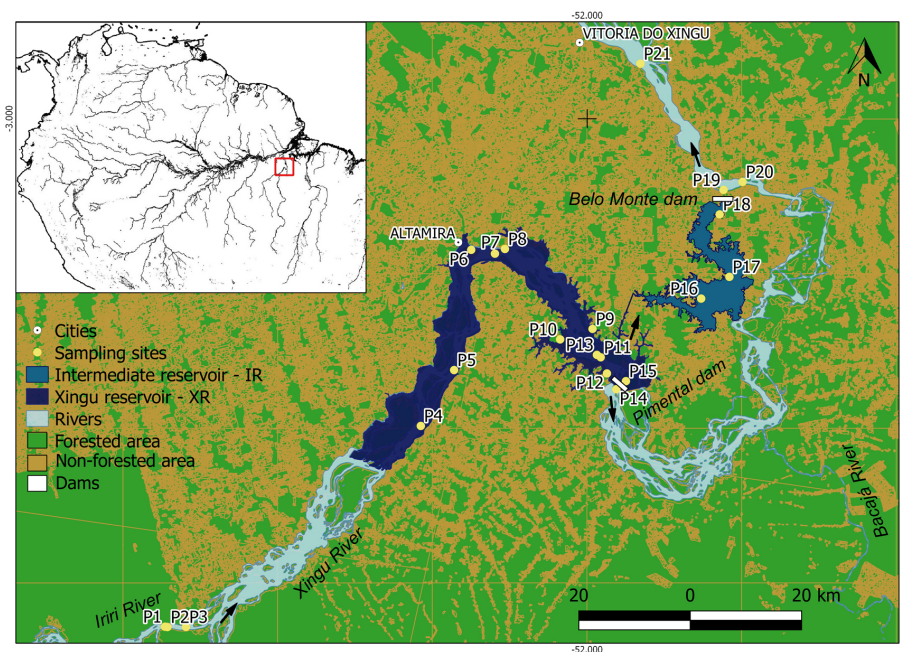 -52.000
-3.000
VITORIA DO XINGU
P21
N
P20
P19
Belo Monte dam
P18
ALTAMIRA
P7
P8
P6
P17
P16
P9
P10
P13
P11
P5
P12
P15
P14
Pimental dam
P4
Cities
Sampling sites
Intermediate reservoir - IR
Xingu reservoir - XR
Rivers
Forested area
Non-forested area
Dams
Bacajá River
Xingu River
Iriri River
P1
P2
P3
20
0
20 km
-52.000